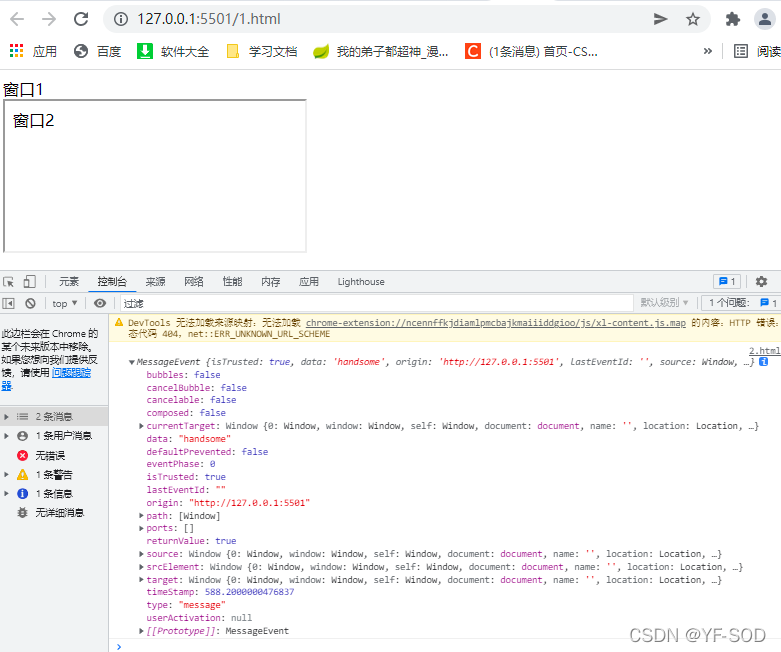 127.0.0.1:5501/1.html
应用 百度 软件大全 学习文档 我的弟子都超神_漫... C (1条消息) 首页-CS... » 阅读
窗口1
窗口2
元素 控制台 来源 网络 性能 内存 应用 Lighthouse 1
top ▼ 过滤 默认级别 ▼ 1 个问题: 1
此边栏会在 Chrome 的
某个未来版本中移除。
如果您想向我们提供反
馈，请使用 问题跟踪
器.
2 条消息
1 条用户消息
无错误
1 条警告
1 条信息
无详细消息
DevTools 无法加载来源映射：无法加载 chrome-extension://ncennffkjdiamlpmcbajkmaiiiddgioo/js/xl-content.js.map 的内容：HTTP 错误：
态代码 404，net::ERR_UNKNOWN_URL_SCHEME
2.html
MessageEvent {isTrusted: true, data: 'handsome', origin: 'http://127.0.0.1:5501', lastEventId: '', source: Window, …}
bubbles: false
cancelBubble: false
cancelable: false
composed: false
currentTarget: Window {0: Window, window: Window, self: Window, document: document, name: '', location: Location, …}
data: "handsome"
defaultPrevented: false
eventPhase: 0
isTrusted: true
lastEventId: ""
origin: "http://127.0.0.1:5501"
path: [Window]
ports: []
returnValue: true
source: Window {0: Window, window: Window, self: Window, document: document, name: '', location: Location, …}
srcElement: Window {0: Window, window: Window, self: Window, document: document, name: '', location: Location, …}
target: Window {0: Window, window: Window, self: Window, document: document, name: '', location: Location, …}
timeStamp: 588.2000000476837
type: "message"
userActivation: null
[[Prototype]]: MessageEvent
CSDN @YF-SOD